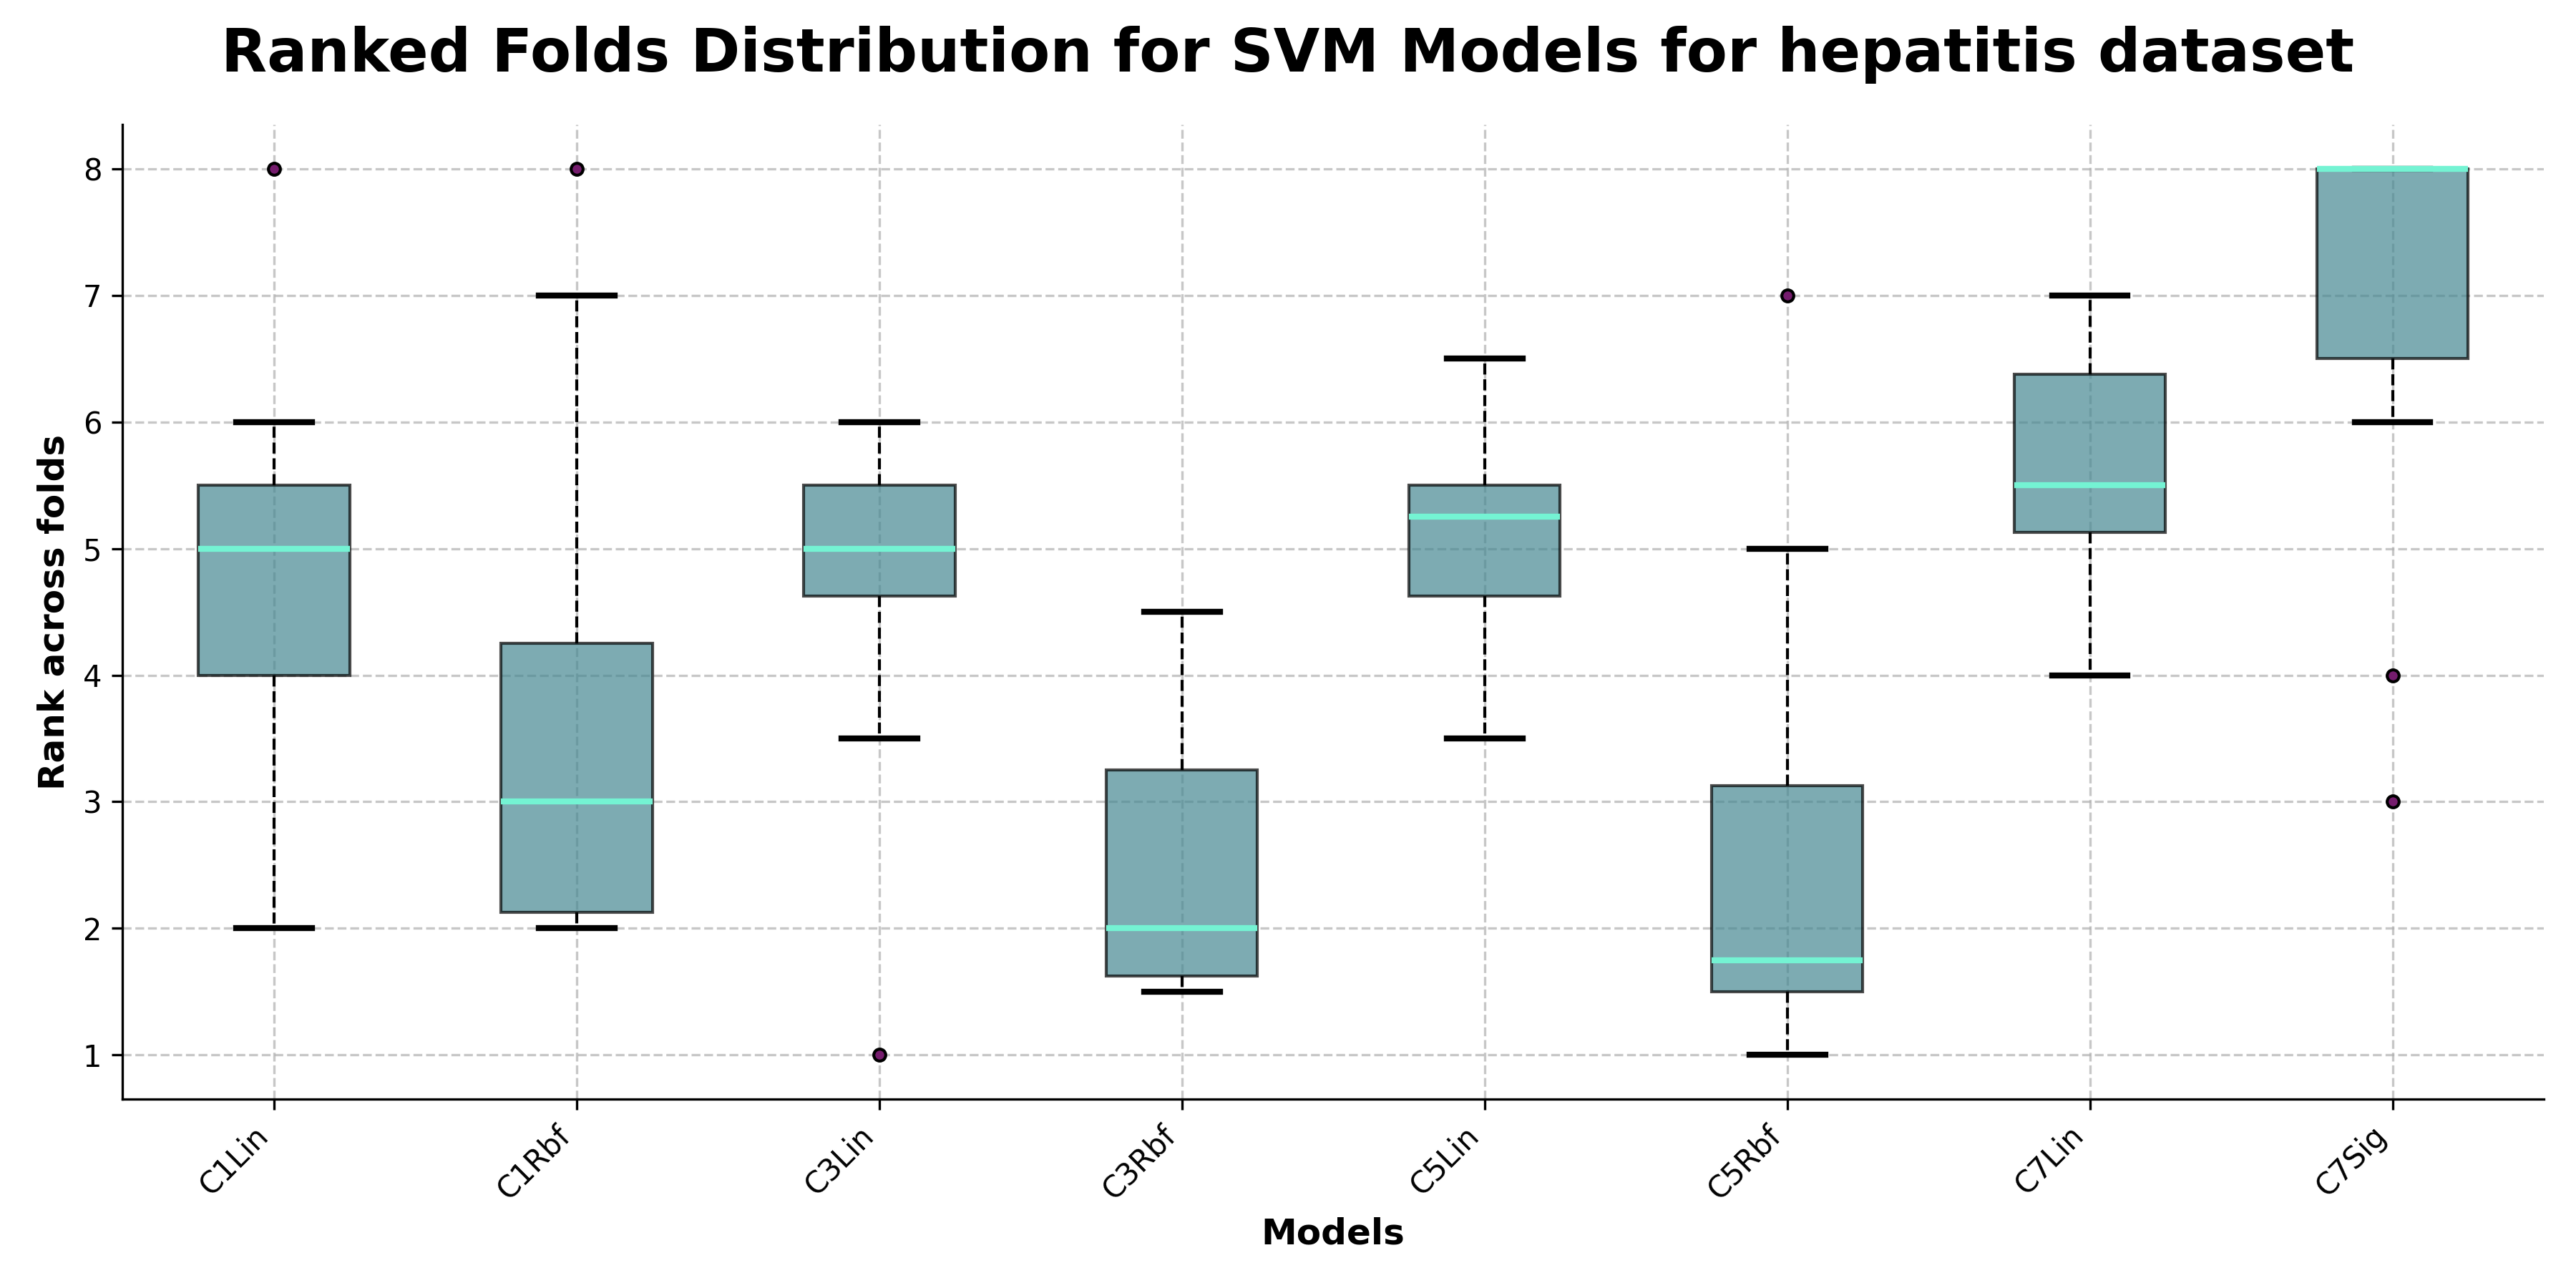 Ranked Folds Distribution for SVM Models for hepatitis dataset
Rank across folds
8
7
6
5
4
3
2
1
C1Lin
C1Rbf
C3Lin
C3Rbf
C5Lin
C5Rbf
C7Lin
C7Sig
Models